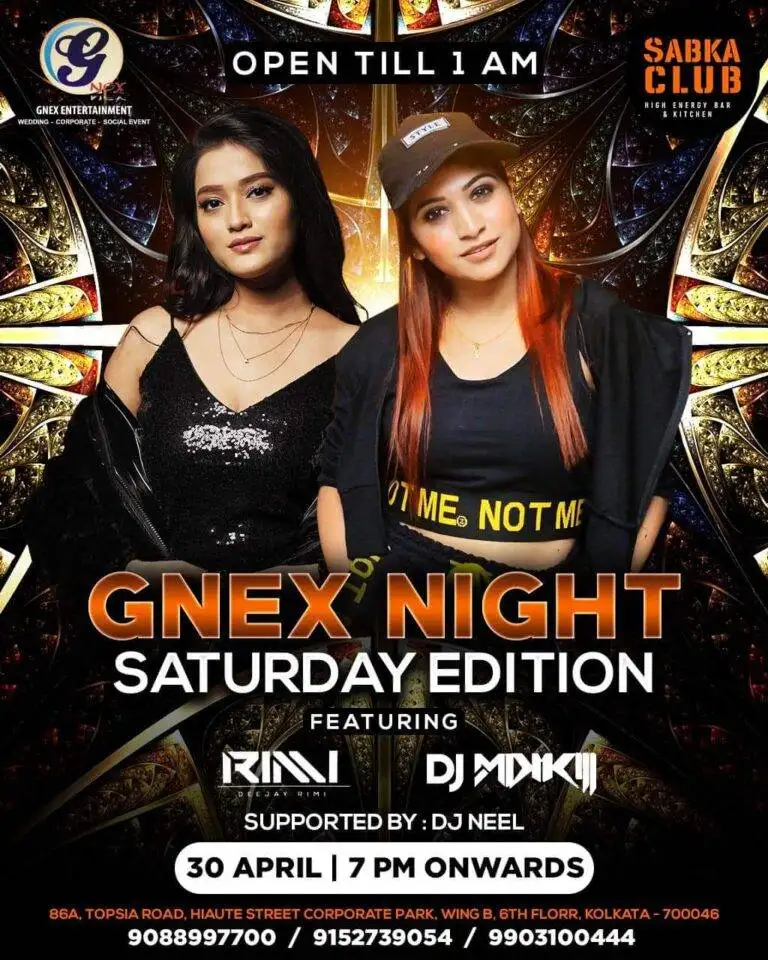 G
NEX
GNEX ENTERTAINMENT
WEDDING - CORPORATE - SOCIAL EVENT
OPEN TILL 1 AM
SABKA
CLUB
HIGH ENERGY BAR
& KITCHEN
STYLE
OT ME. NOT ME
GNEX NIGHT
SATURDAY EDITION
FEATURING
RIMI
DEEJAY RIMI
DJ
SUPPORTED BY : DJ NEEL
30 APRIL | 7 PM ONWARDS
86A, TOPSIA ROAD, HIAUTE STREET CORPORATE PARK, WING B, 6TH FLORR, KOLKATA - 700046
9088997700 / 9152739054 / 9903100444